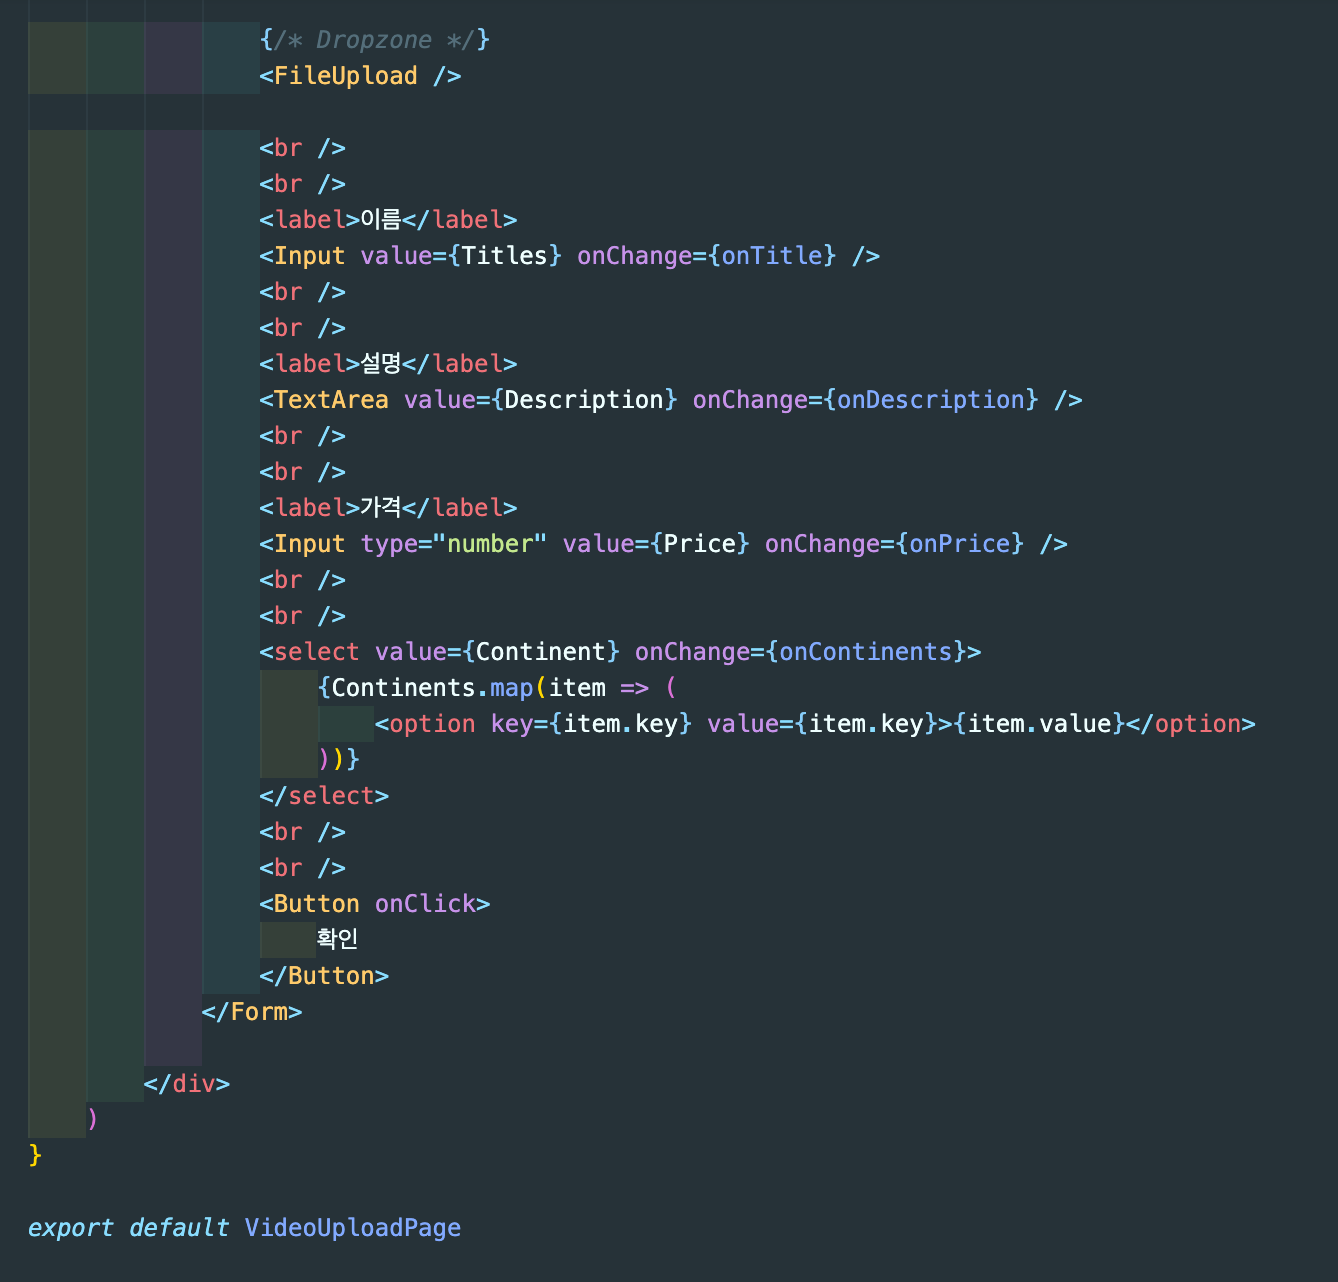 {/* Dropzone */}
<FileUpload />
<br />
<br />
<label>이름</label>
<Input value={Titles} onChange={onTitle} />
<br />
<br />
<label>설명</label>
<TextArea value={Description} onChange={onDescription} />
<br />
<br />
<label>가격</label>
<Input type="number" value={Price} onChange={onPrice} />
<br />
<br />
<select value={Continent} onChange={onContinents}>
{Continents.map(item => (
<option key={item.key} value={item.key}>{item.value}</option>
))}
</select>
<br />
<br />
<Button onClick>
확인
</Button>
</Form>
</div>
)
}
export default VideoUploadPage